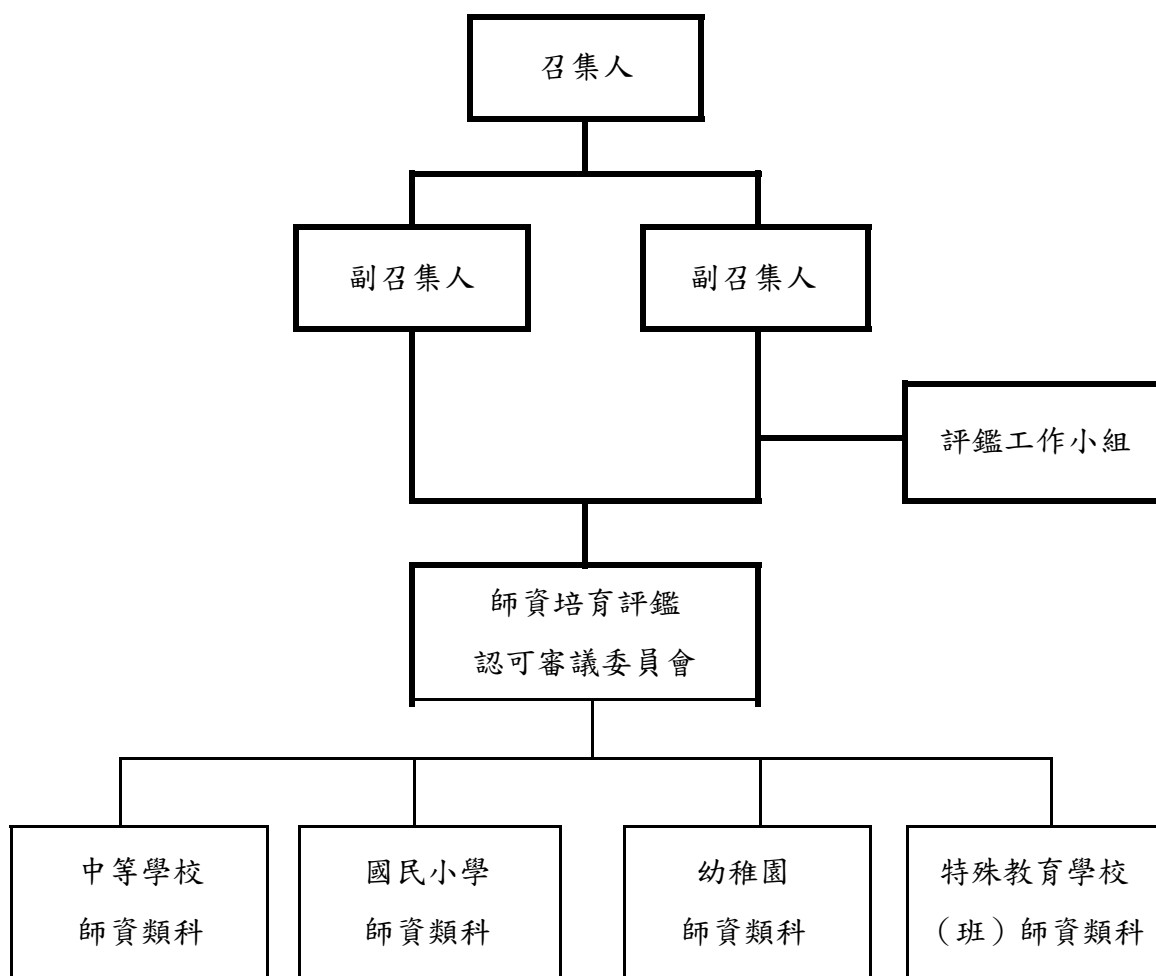 召集人
副召集人
副召集人
評鑑工作小組
師資培育評鑑
認可審議委員會
中等學校
師資類科
國民小學
師資類科
幼稚園
師資類科
特殊教育學校
（班）師資類科